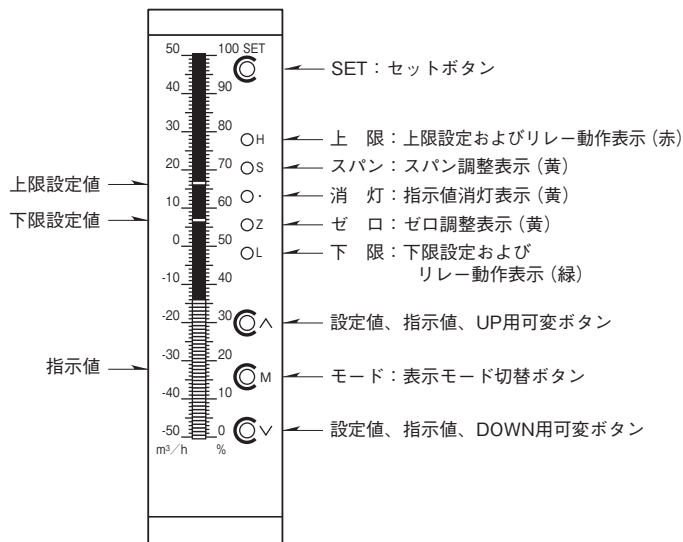 50 100 SET
40 90
30 80
H
20 70
S
10 60
・
Z
0 50
L
-10 40
-20 30
∧
-30 20
M
-40 10
-50 0
∨
m³/h %
上限設定値
下限設定値
指示値
SET：セットボタン
上　限：上限設定およびリレー動作表示（赤）
スパン：スパン調整表示（黄）
消　灯：指示値消灯表示（黄）
ゼ　ロ：ゼロ調整表示（黄）
下　限：下限設定および
リレー動作表示（緑）
設定値、指示値、UP用可変ボタン
モード：表示モード切替ボタン
設定値、指示値、DOWN用可変ボタン